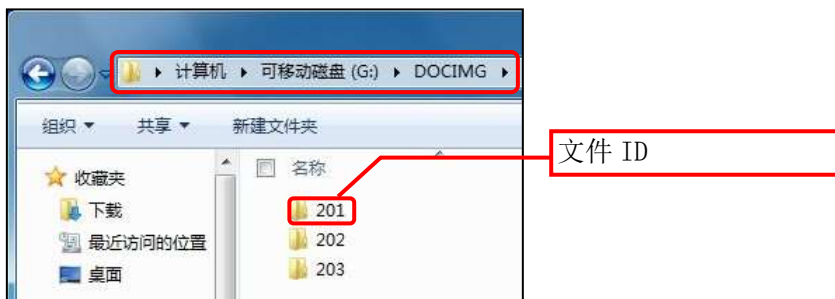 计算机 ▸ 可移动磁盘 (G:) ▸ DOCIMG ▸
组织 ▼ 共享 ▼ 新建文件夹
收藏夹
下载
最近访问的位置
桌面
名称
201
202
203
文件 ID